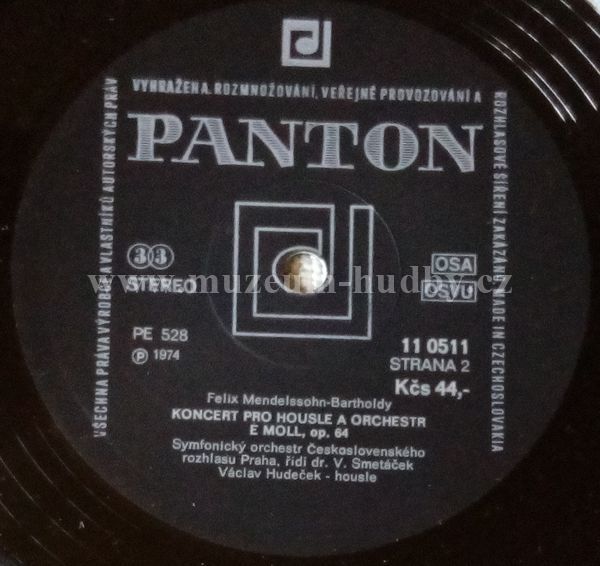 VŠECHNA PRÁVA VÝROBCE A VLASTNÍKŮ AUTORSKÝCH PRÁV
VYHRAŽENA. ROZMNOŽOVÁNÍ, VEŘEJNÉ PROVOZOVÁNÍ A
ROZHLASOVÉ ŠÍŘENÍ ZAKÁZÁNO MADE IN CZECHOSLOVAKIA
PANTON
33
STEREO
OSA
OSVU
www.muzeum-hudby.cz
PE 528
Ⓟ 1974
11 0511
STRANA 2
Kčs 44,-
Felix Mendelssohn-Bartholdy
KONCERT PRO HOUSLE A ORCHESTR
E MOLL, op. 64
Symfonický orchestr Československého
rozhlasu Praha, řídí dr. V. Smetáček
Václav Hudeček - housle